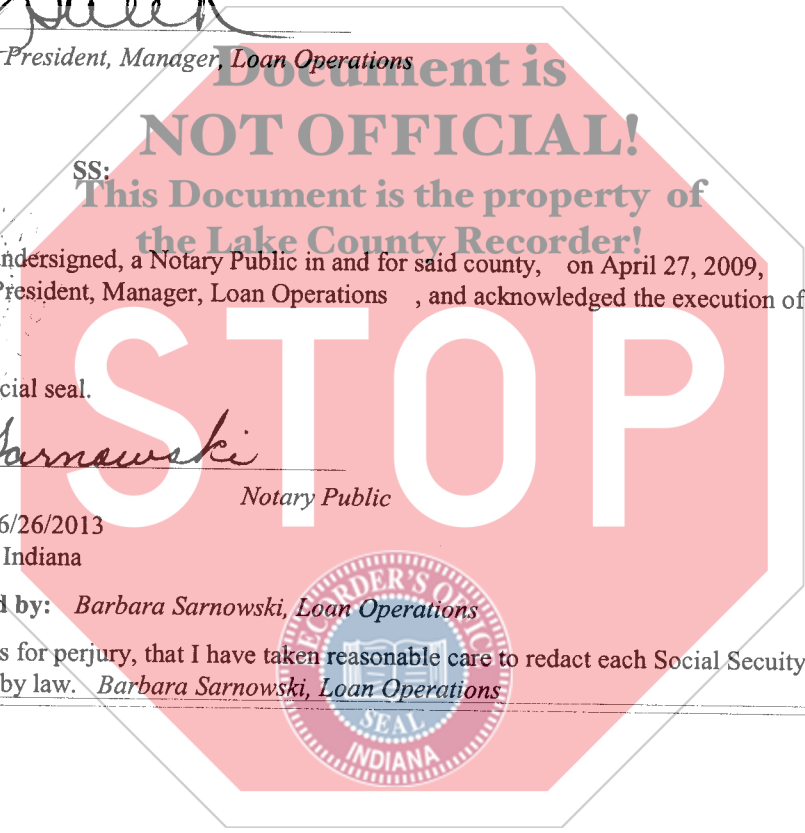 President, Manager, Loan Operations
Document is
NOT OFFICIAL!
SS:
This Document is the property of
the Lake County Recorder!
ndersigned, a Notary Public in and for said county, on April 27, 2009,
President, Manager, Loan Operations , and acknowledged the execution of
STOP
cial seal.
Sarnowski
Notary Public
6/26/2013
Indiana
d by: Barbara Sarnowski, Loan Operations
s for perjury, that I have taken reasonable care to redact each Social Secuity
by law. Barbara Sarnowski, Loan Operations
RECORDER'S OFFICE
SEAL
INDIANA